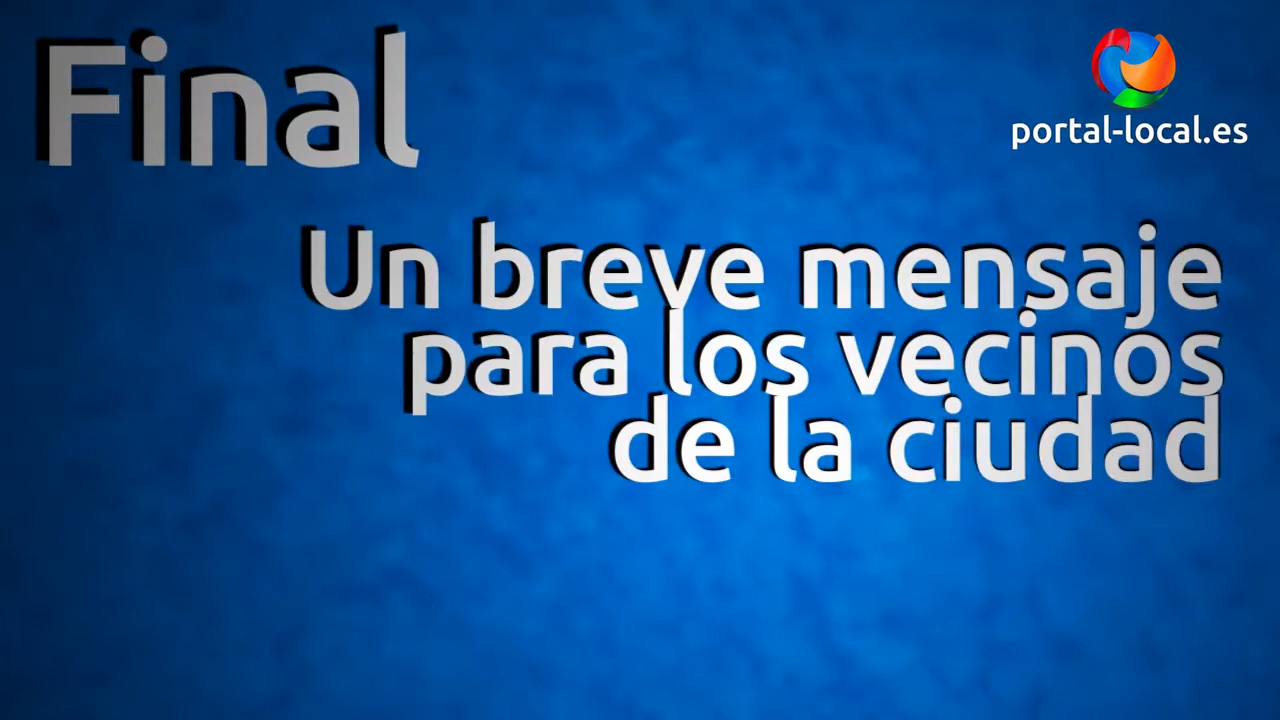 Final
portal-local.es
Un breve mensaje
para los vecinos
de la ciudad